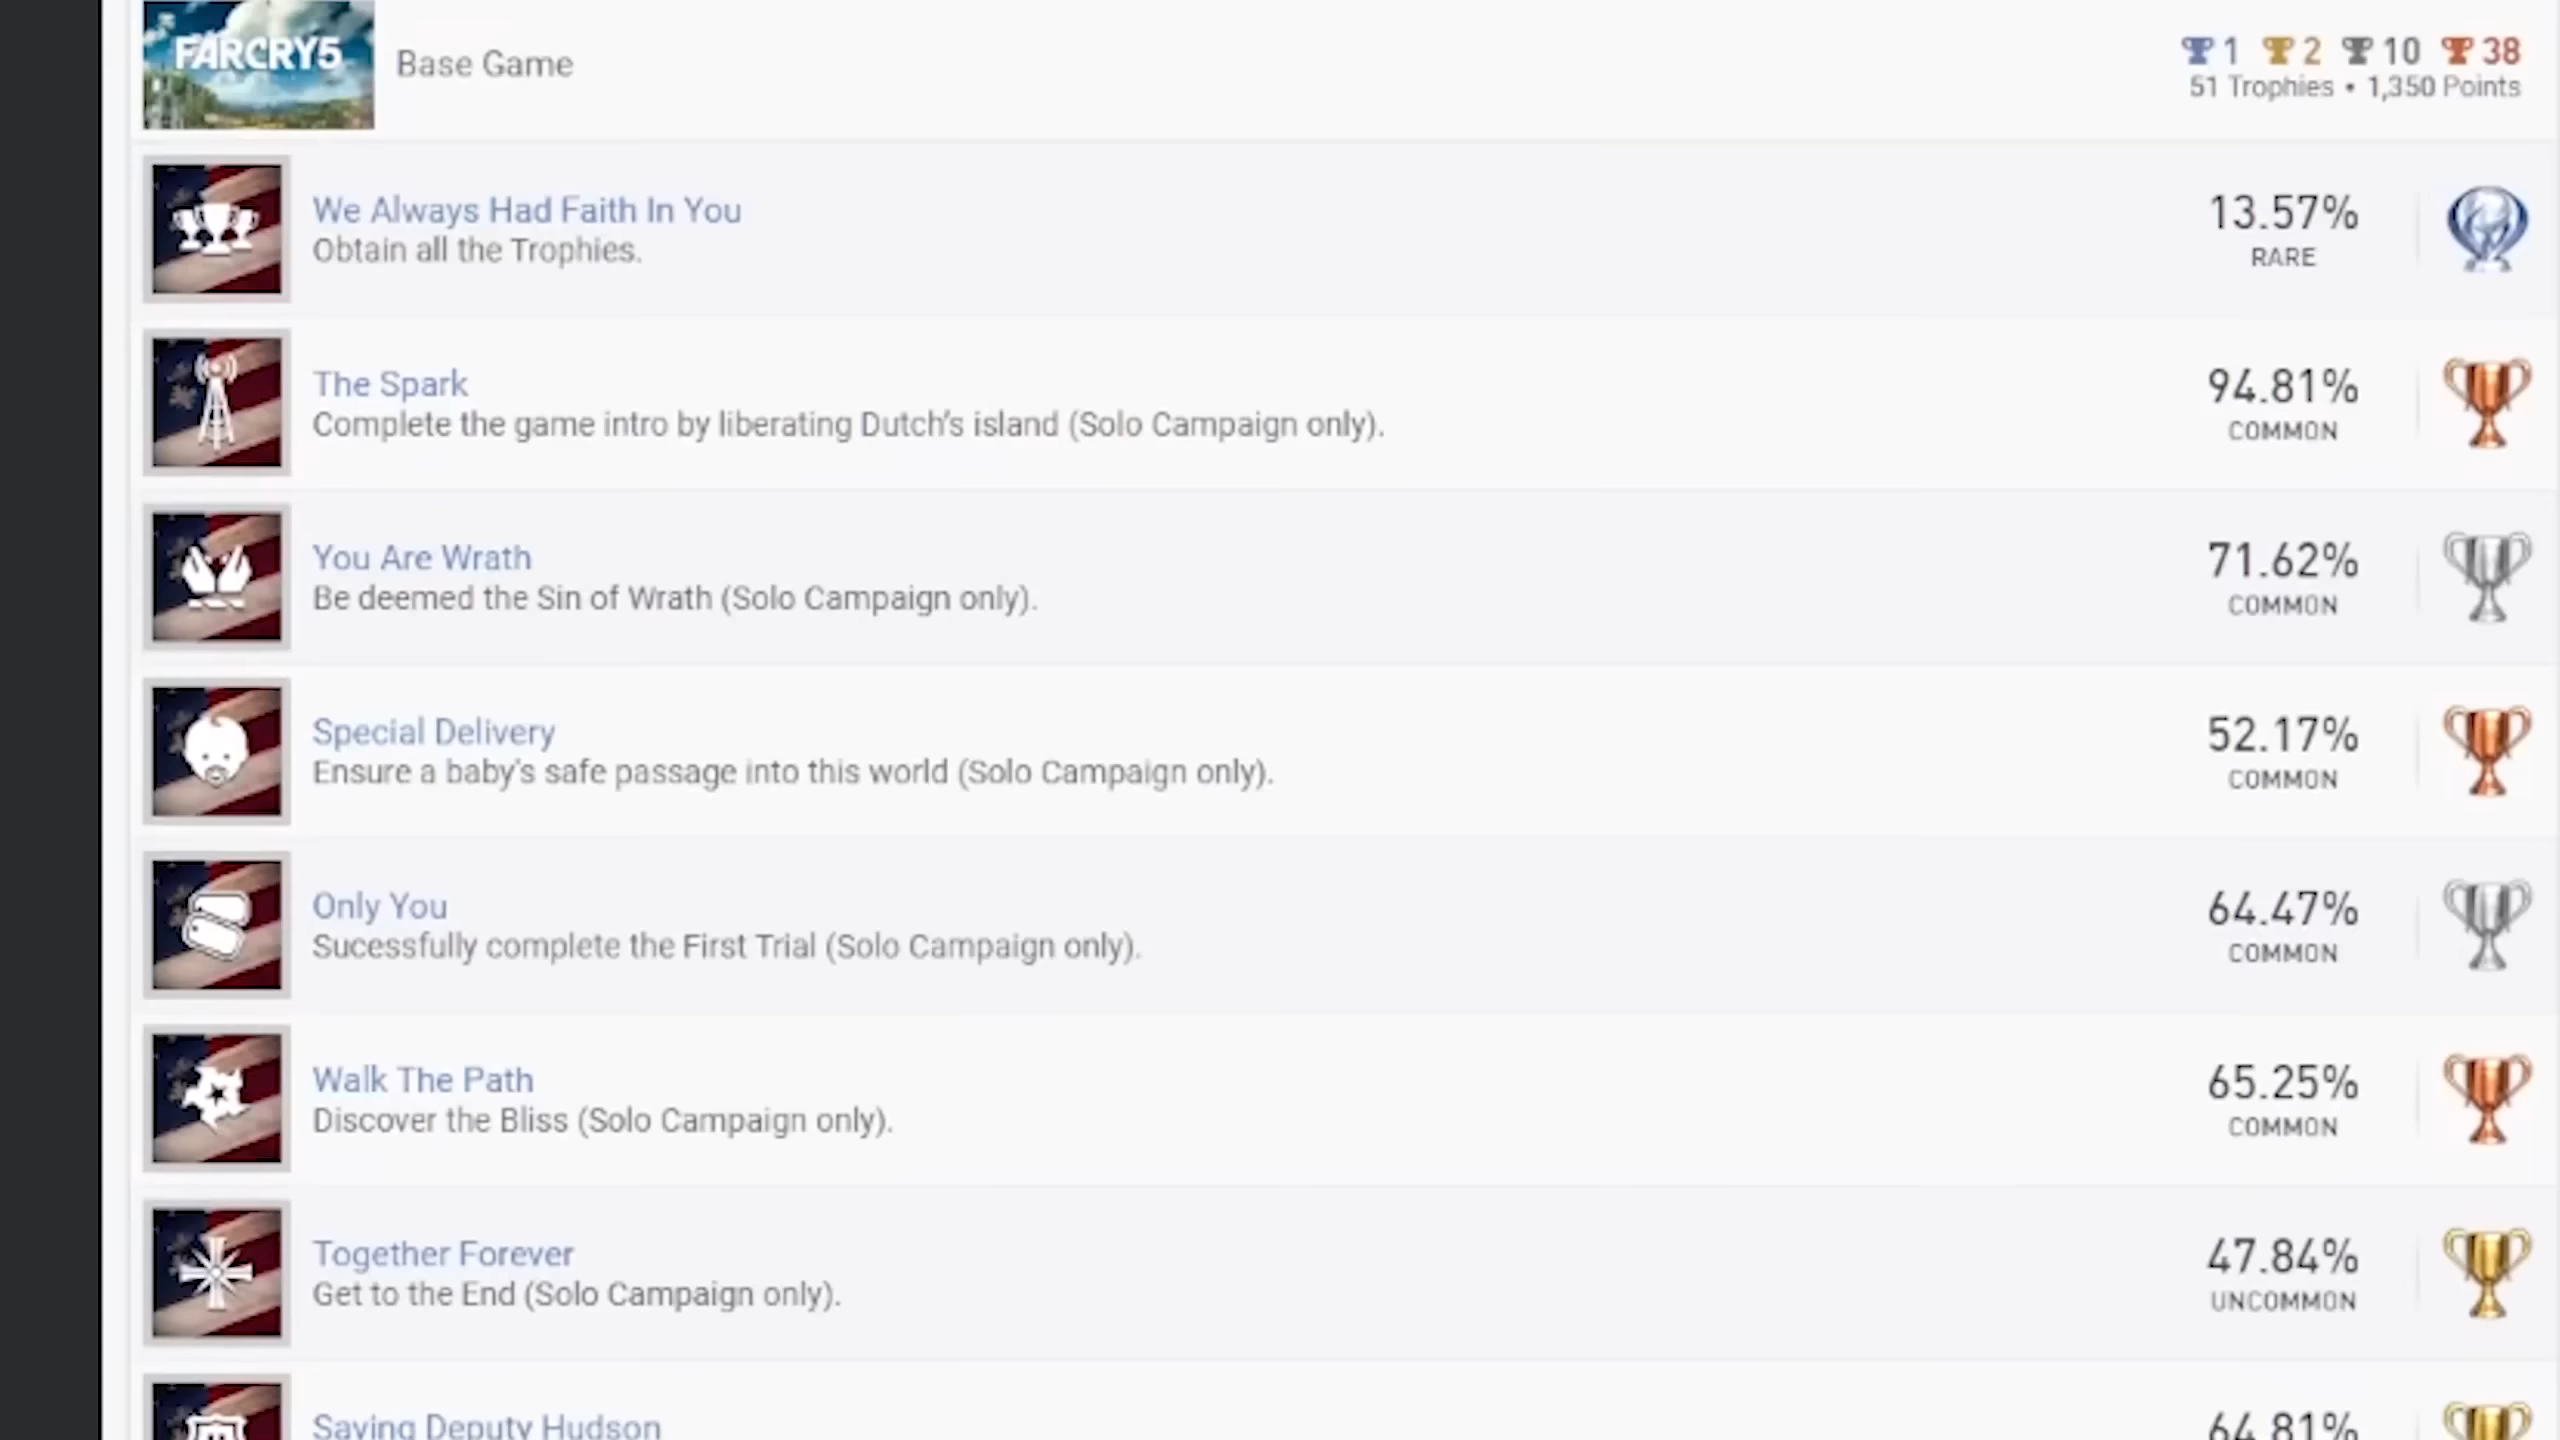 FARCRY5
Base Game
1 2 10 38
51 Trophies • 1,350 Points
We Always Had Faith In You
Obtain all the Trophies.
13.57%
RARE
The Spark
Complete the game intro by liberating Dutch's island (Solo Campaign only).
94.81%
COMMON
You Are Wrath
Be deemed the Sin of Wrath (Solo Campaign only).
71.62%
COMMON
Special Delivery
Ensure a baby's safe passage into this world (Solo Campaign only).
52.17%
COMMON
Only You
Sucessfully complete the First Trial (Solo Campaign only).
64.47%
COMMON
Walk The Path
Discover the Bliss (Solo Campaign only).
65.25%
COMMON
Together Forever
Get to the End (Solo Campaign only).
47.84%
UNCOMMON
Saving Deputy Hudson
64.81%